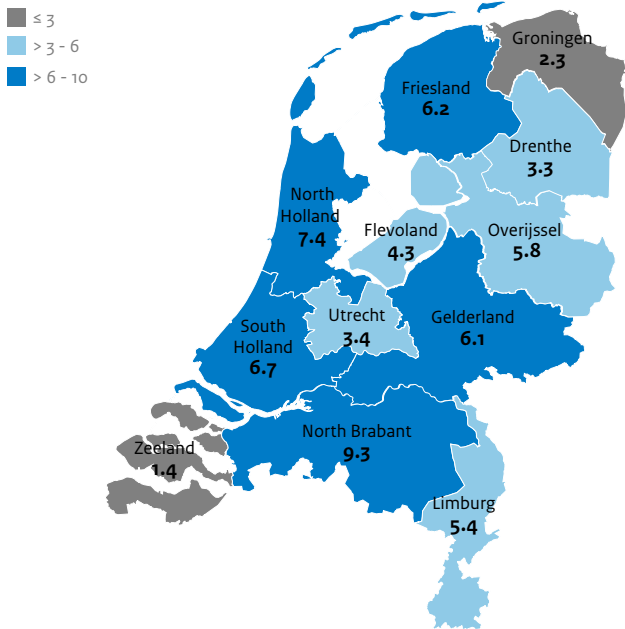 ≤ 3
> 3 - 6
> 6 - 10
Groningen
2.3
Friesland
6.2
Drenthe
3.3
North
Holland
7.4
Flevoland
4.3
Overijssel
5.8
Utrecht
3.4
Gelderland
6.1
South
Holland
6.7
North Brabant
9.3
Zeeland
1.4
Limburg
5.4